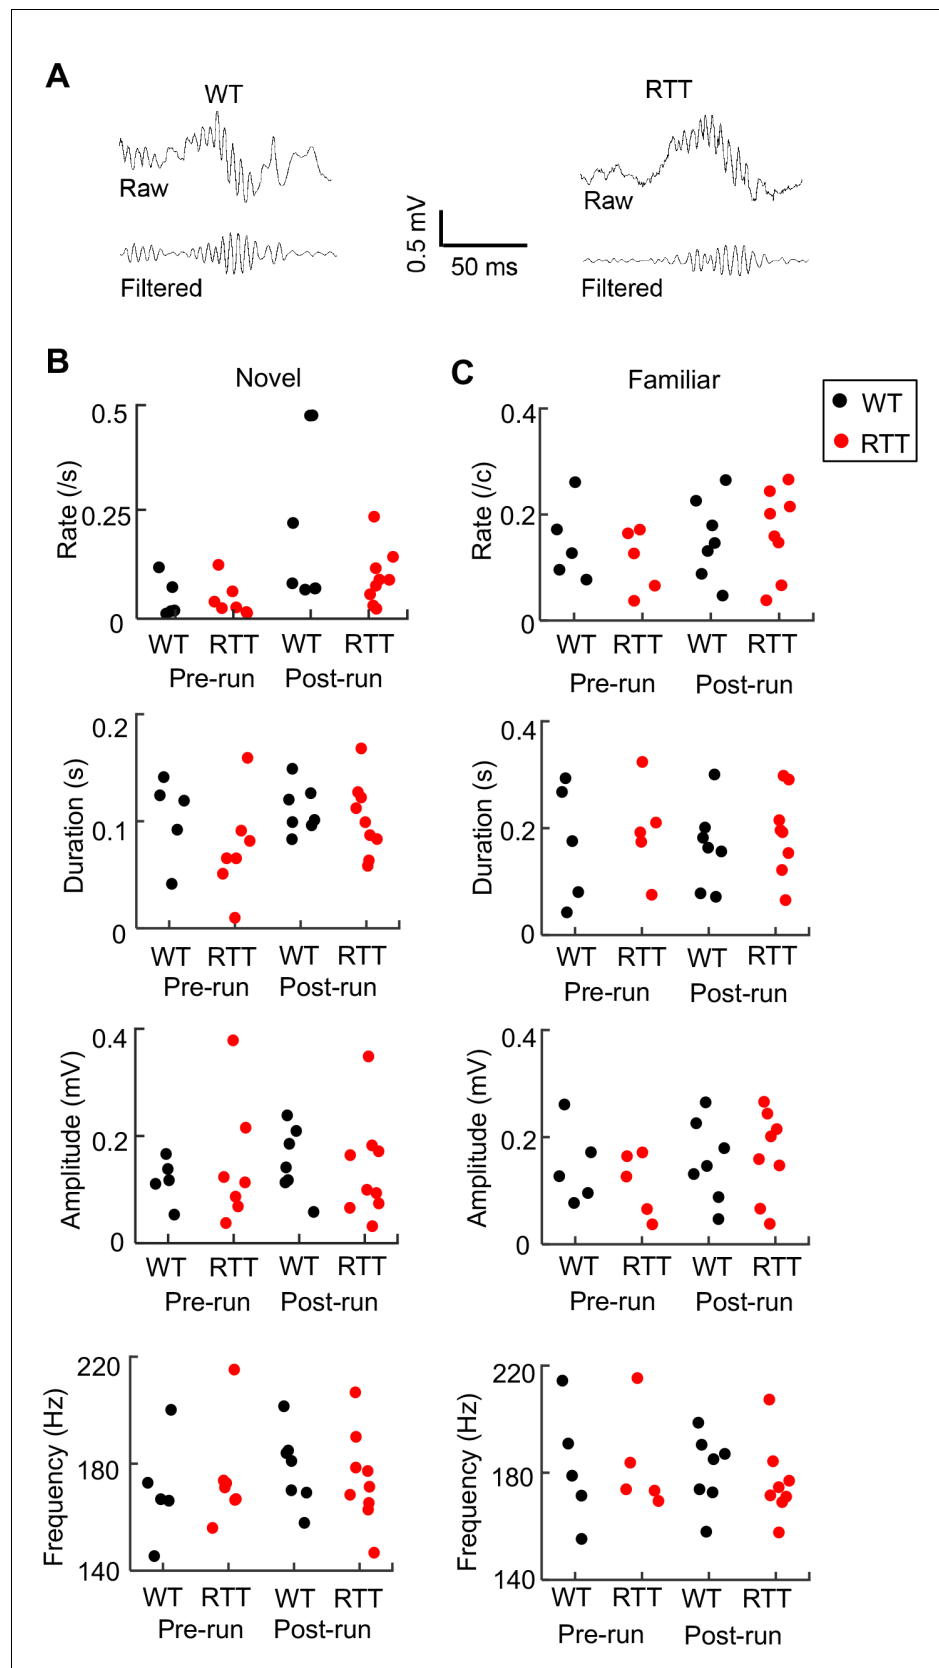 A
WT
RTT
Raw
Raw
0.5 mV
50 ms
Filtered
Filtered
B
Novel
C
Familiar
WT
RTT
0.5
0.25
0
Rate (/s)
WT RTT WT RTT
Pre-run Post-run
0.4
0.2
0
Rate (/c)
WT RTT WT RTT
Pre-run Post-run
0.2
0.1
0
Duration (s)
WT RTT WT RTT
Pre-run Post-run
0.4
0.2
0
Duration (s)
WT RTT WT RTT
Pre-run Post-run
0.4
0.2
0
Amplitude (mV)
WT RTT WT RTT
Pre-run Post-run
0.4
0.2
0
Amplitude (mV)
WT RTT WT RTT
Pre-run Post-run
220
180
140
Frequency (Hz)
WT RTT WT RTT
Pre-run Post-run
220
180
140
Frequency (Hz)
WT RTT WT RTT
Pre-run Post-run